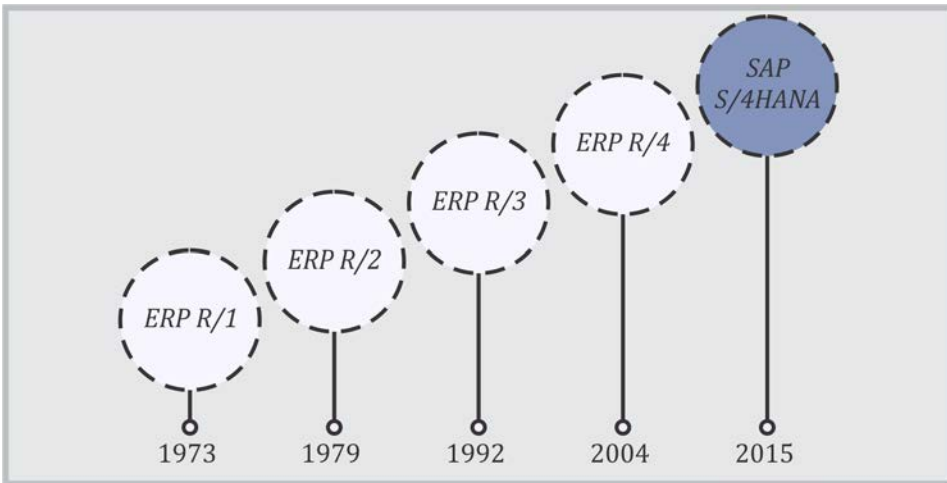 SAP
S/4HANA
ERP R/4
ERP R/3
ERP R/2
ERP R/1
1973
1979
1992
2004
2015